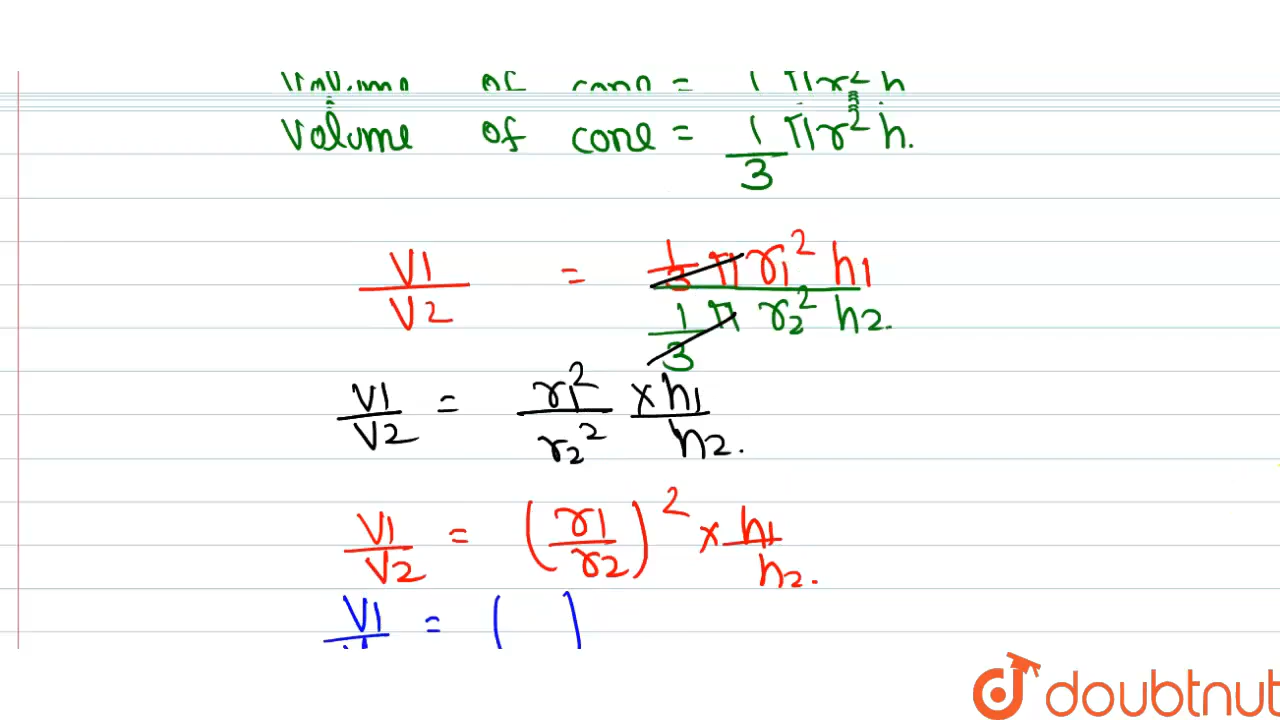 Volume of cone = 1/3 πr² h.
V1/V2 = 1/3 π r1² h1 / 1/3 π r2² h2.
V1/V2 = r1²/r2² × h1/h2.
V1/V2 = (r1/r2)² × h1/h2.
V1/V = ( )
doubtnut